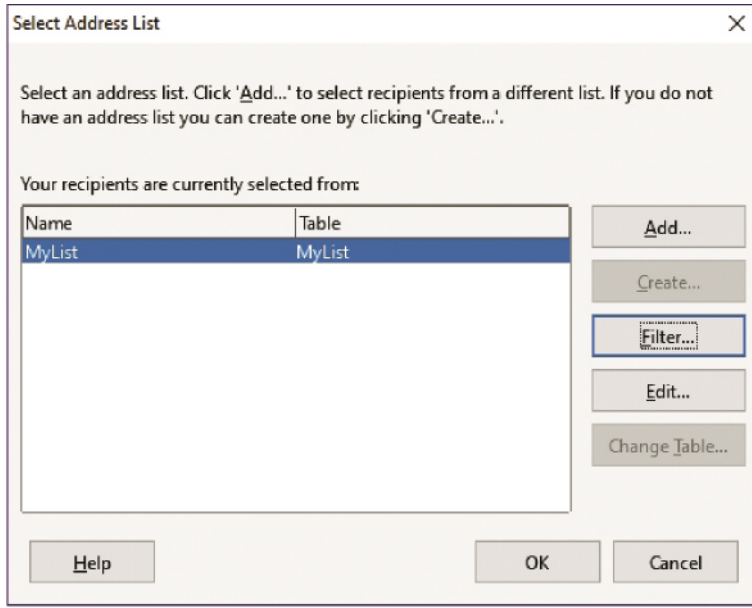 Select Address List
Select an address list. Click 'Add...' to select recipients from a different list. If you do not
have an address list you can create one by clicking 'Create...'.
Your recipients are currently selected from:
Name Table
MyList MyList
Add...
Create...
Filter...
Edit...
Change Table...
Help OK Cancel